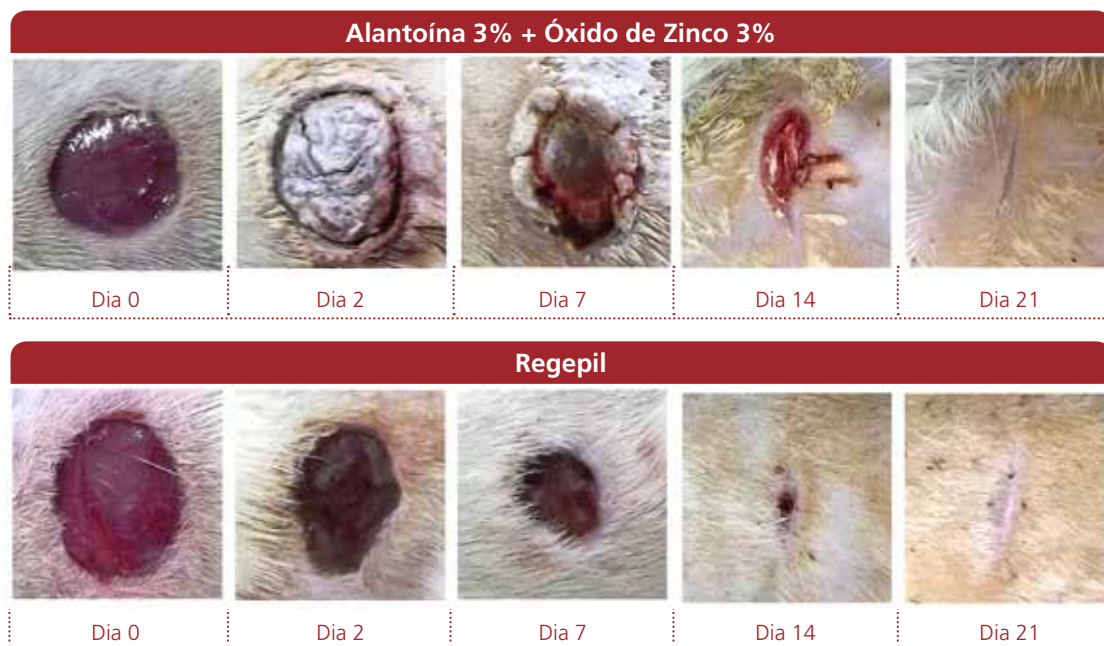 Alantoína 3% + Óxido de Zinco 3%
Dia 0
Dia 2
Dia 7
Dia 14
Dia 21
Regepil
Dia 0
Dia 2
Dia 7
Dia 14
Dia 21